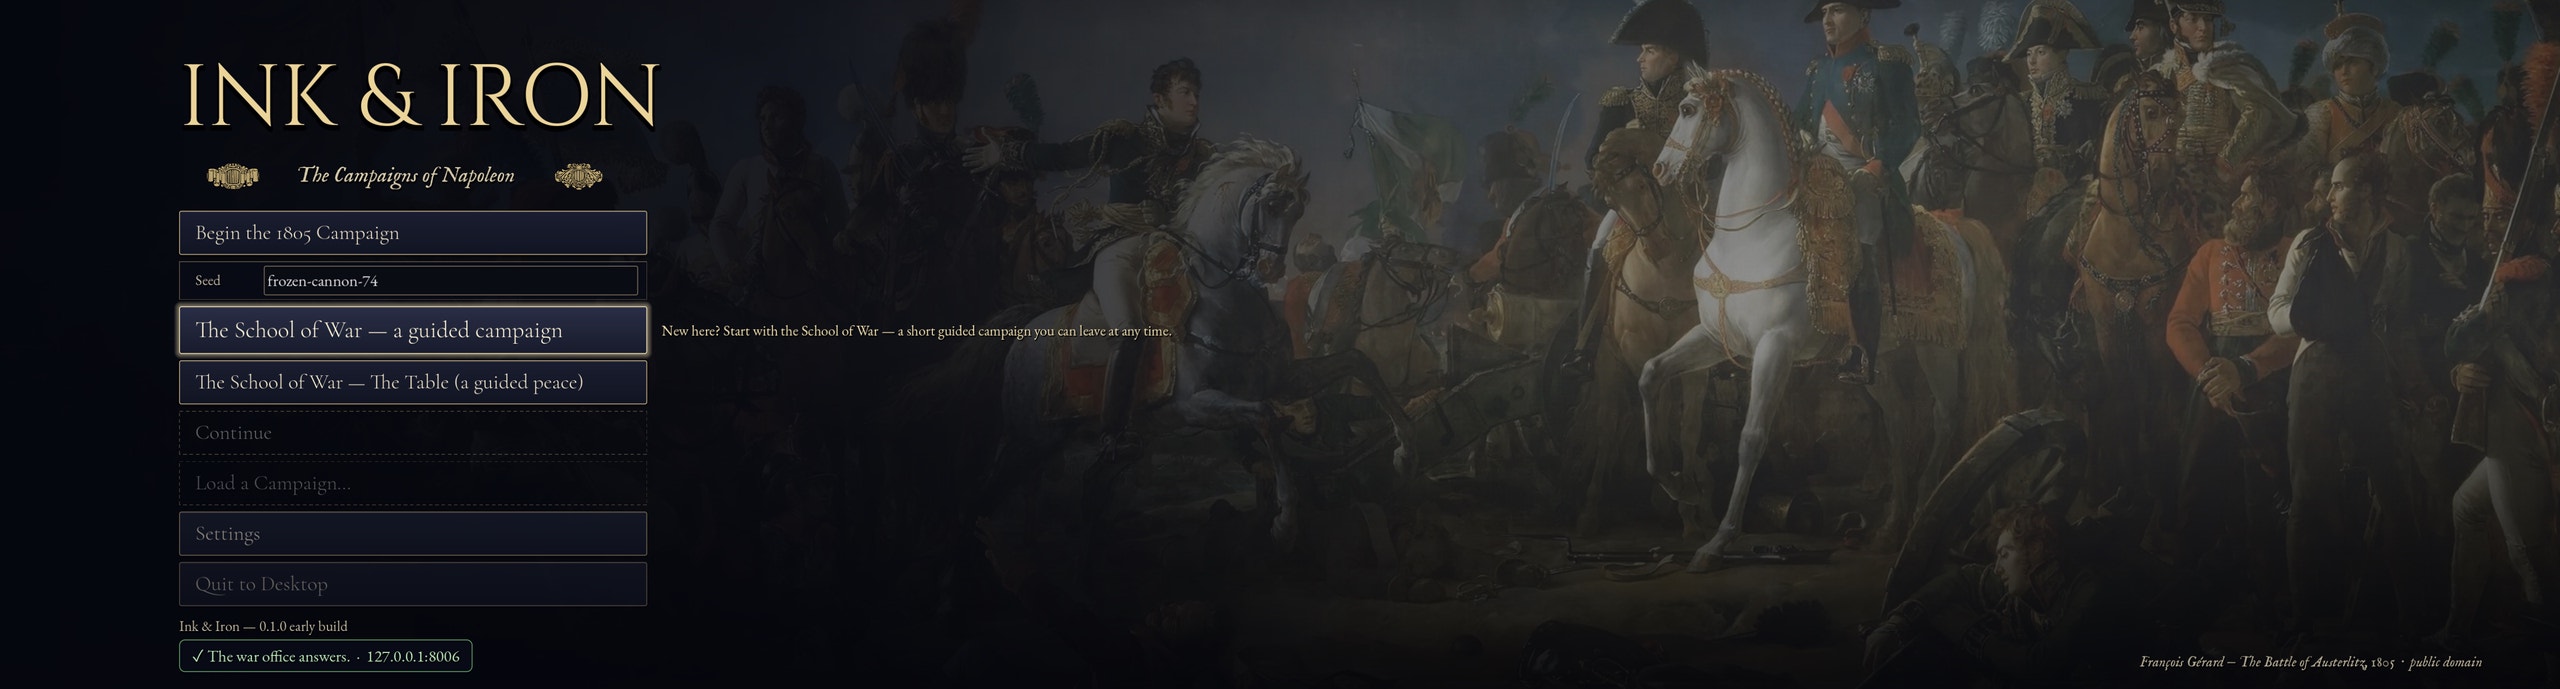 INK & IRON
The Campaigns of Napoleon
Begin the 1805 Campaign
Seed frozen-cannon-74
The School of War — a guided campaign
New here? Start with the School of War — a short guided campaign you can leave at any time.
The School of War — The Table (a guided peace)
Continue
Load a Campaign...
Settings
Quit to Desktop
Ink & Iron — 0.1.0 early build
✓ The war office answers. · 127.0.0.1:8006
François Gérard — The Battle of Austerlitz, 1805 · public domain